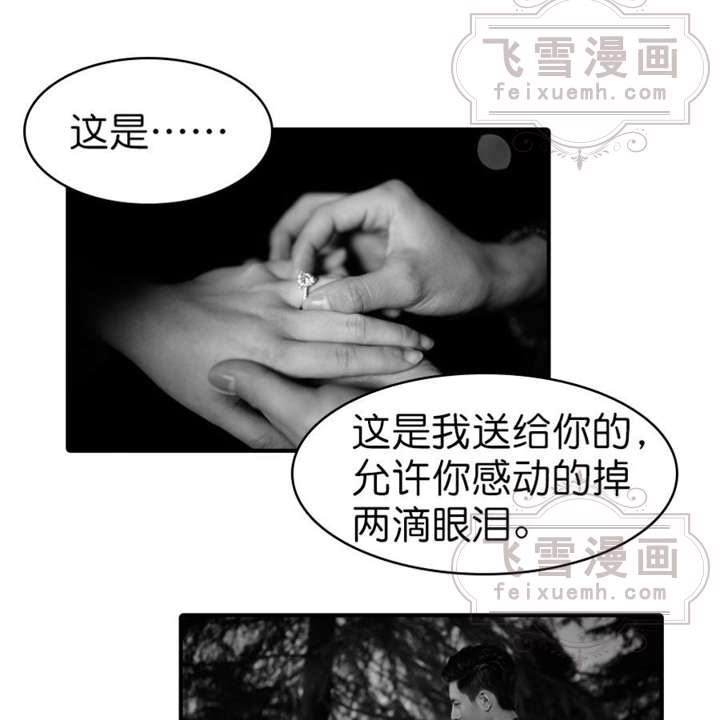 飞雪漫画
feixuemh.com
这是……
这是我送给你的，
允许你感动的掉
两滴眼泪。
飞雪漫画
feixuemh.com